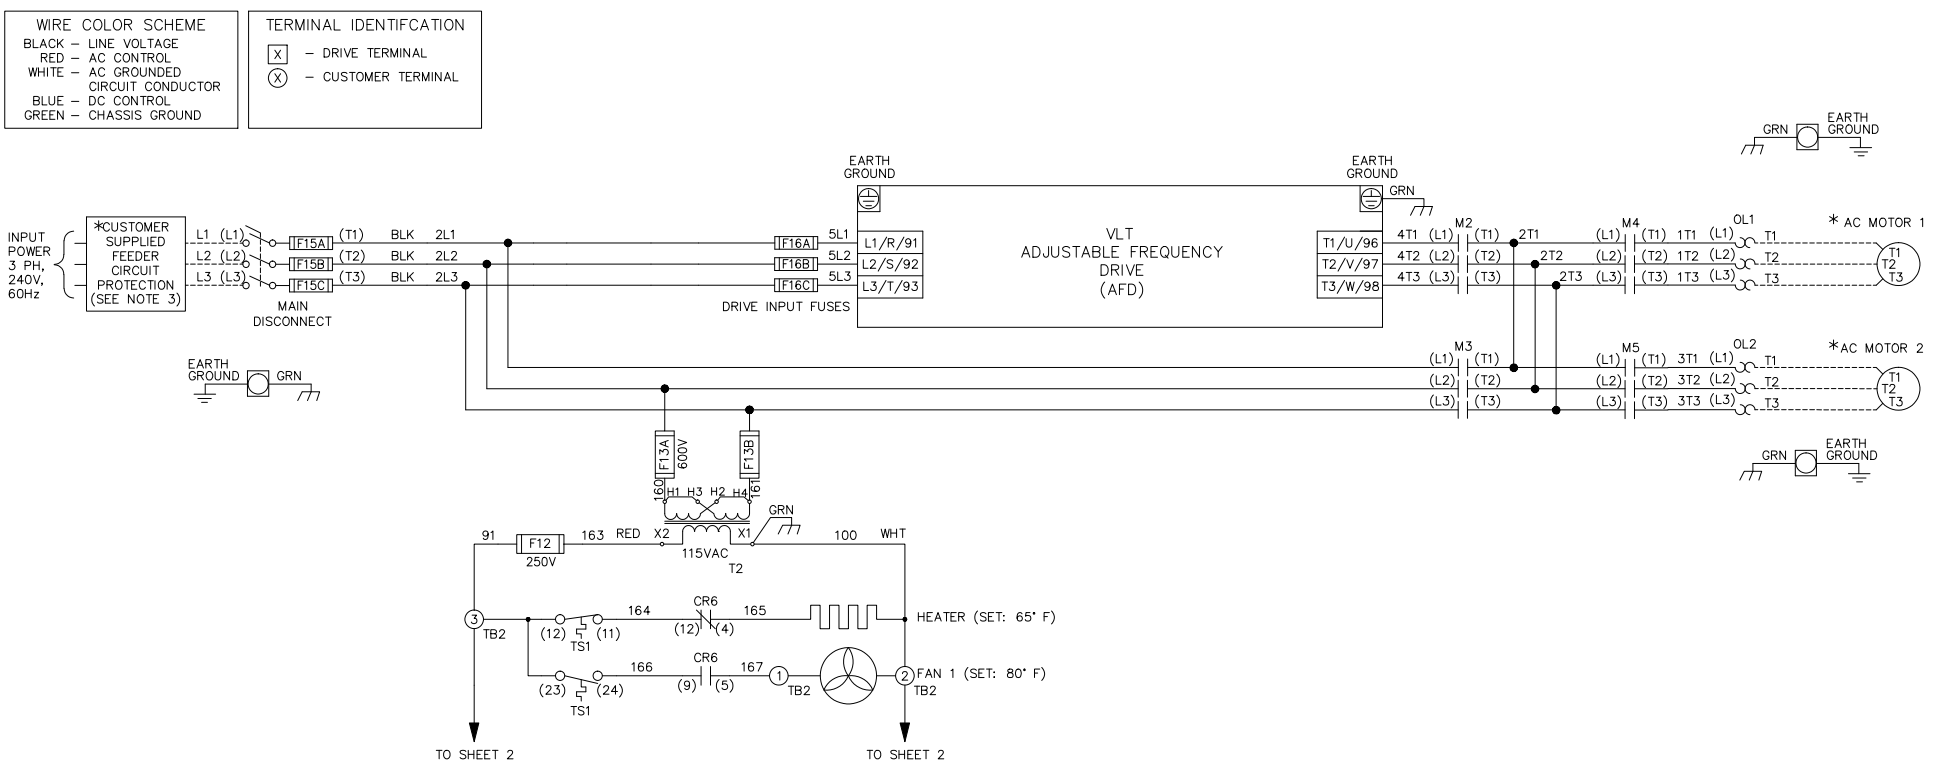 WIRE COLOR SCHEME
BLACK – LINE VOLTAGE
RED – AC CONTROL
WHITE – AC GROUNDED
CIRCUIT CONDUCTOR
BLUE – DC CONTROL
GREEN – CHASSIS GROUND
TERMINAL IDENTIFCATION
X – DRIVE TERMINAL
X – CUSTOMER TERMINAL
GRN
EARTH
GROUND
INPUT
POWER
3 PH,
240V,
60Hz
*CUSTOMER
SUPPLIED
FEEDER
CIRCUIT
PROTECTION
(SEE NOTE 3)
L1 (L1) F15A (T1) BLK 2L1 F16A 5L1
L2 (L2) F15B (T2) BLK 2L2 F16B 5L2
L3 (L3) F15C (T3) BLK 2L3 F16C 5L3
MAIN
DISCONNECT
DRIVE INPUT FUSES
EARTH
GROUND
L1/R/91
L2/S/92
L3/T/93
VLT
ADJUSTABLE FREQUENCY
DRIVE
(AFD)
EARTH
GROUND
GRN
T1/U/96
T2/V/97
T3/W/98
M2 M4 OL1 * AC MOTOR 1
4T1 (L1) (T1) 2T1 (L1) (T1) 1T1 (L1) T1
4T2 (L2) (T2) 2T2 (L2) (T2) 1T2 (L2) T2
4T3 (L3) (T3) 2T3 (L3) (T3) 1T3 (L3) T3
T1
T2
T3
M3 M5 OL2 *AC MOTOR 2
(L1) (T1) (L1) (T1) 3T1 (L1) T1
(L2) (T2) (L2) (T2) 3T2 (L2) T2
(L3) (T3) (L3) (T3) 3T3 (L3) T3
T1
T2
T3
EARTH
GROUND
GRN
GRN
EARTH
GROUND
F13A
600V
F13B
160
H1 H3 H2 H4
161
GRN
91 F12 163 RED X2 X1 100 WHT
250V
115VAC
T2
3
TB2
164 CR6 165
(12) (11) (12) (4)
TS1
HEATER (SET: 65° F)
166 CR6 167 1
(23) (24) (9) (5) TB2
TS1
2 FAN 1 (SET: 80° F)
TB2
TO SHEET 2
TO SHEET 2